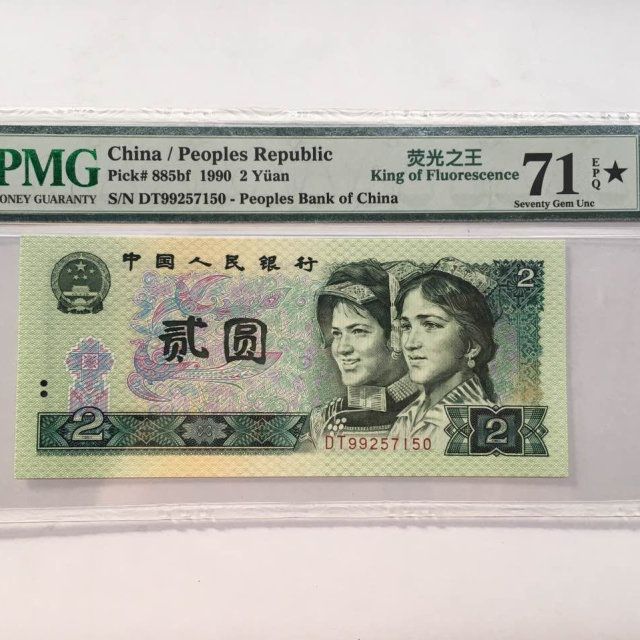 PMG
ONEY GUARANTY
China / Peoples Republic
Pick# 885bf 1990 2 Yüan
S/N DT99257150 - Peoples Bank of China
荧光之王
King of Fluorescence
71
EPQ
★
Seventy Gem Unc
中国人民银行
2
贰圆
2
DT99257150
2